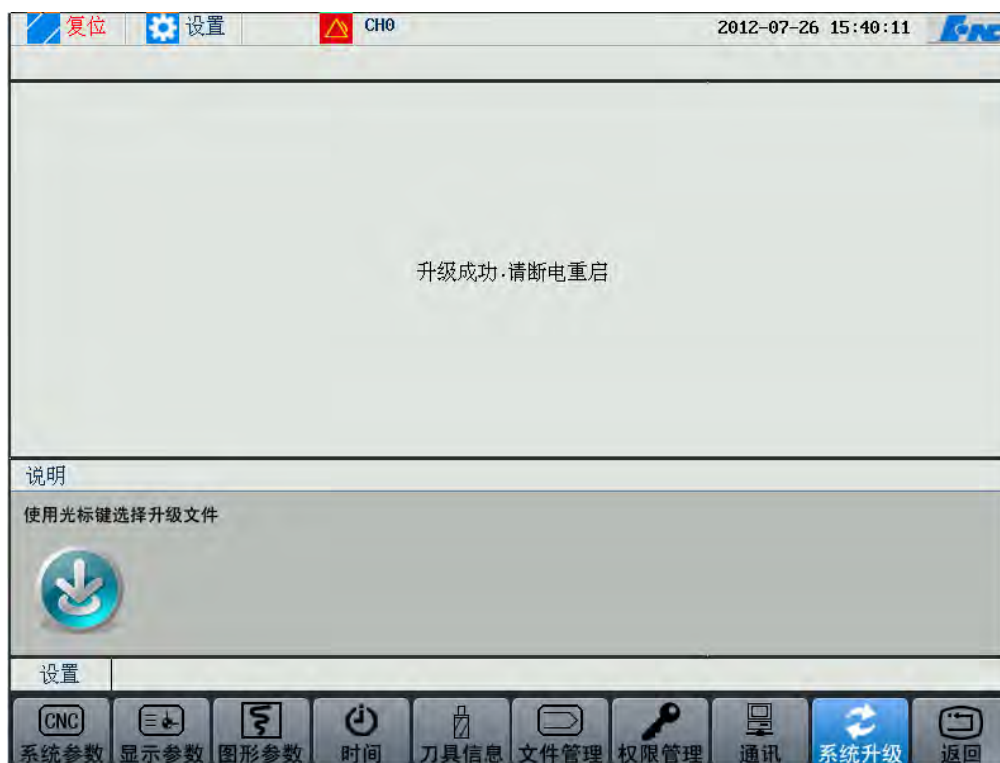 复位 设置 CH0 2012-07-26 15:40:11
升级成功.请断电重启
说明
使用光标键选择升级文件
设置
CNC
系统参数 显示参数 图形参数 时间 刀具信息 文件管理 权限管理 通讯 系统升级 返回